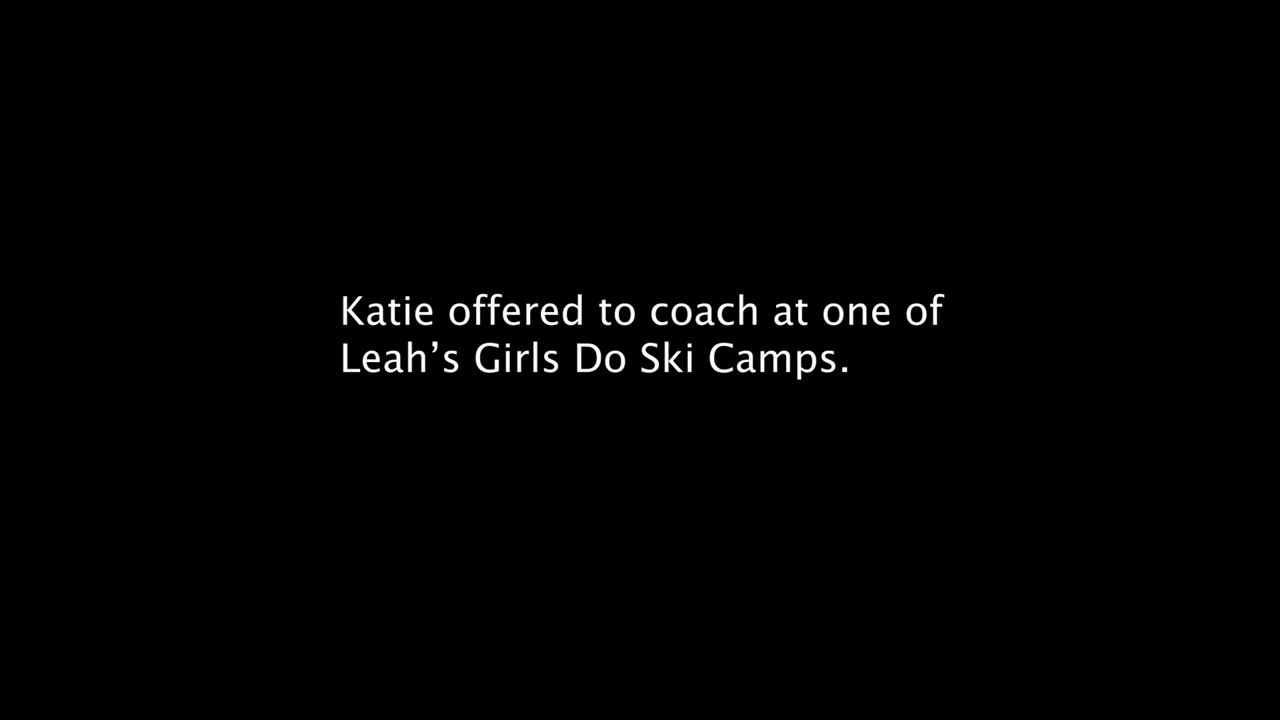 Katie offered to coach at one of
Leah’s Girls Do Ski Camps.